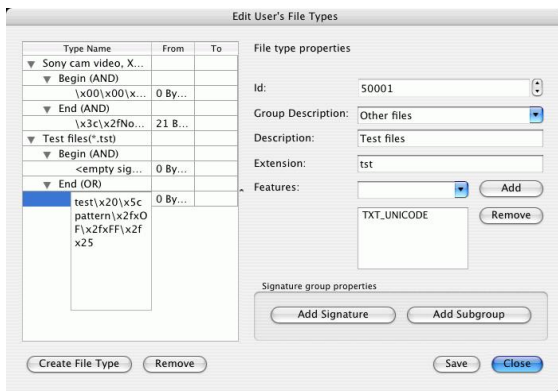 Edit User's File Types
Type Name From To
Sony cam video, X...
Begin (AND)
\x00\x00\x... 0 By...
End (AND)
\x3c\x2fNo... 21 B...
Test files(*.tst)
Begin (AND)
<empty sig... 0 By...
End (OR)
test\x20\x5c 0 By...
pattern\x2fxO
F\x2fxFF\x2f
x25
File type properties
Id: 50001
Group Description: Other files
Description: Test files
Extension: tst
Features: Add
TXT_UNICODE Remove
Signature group properties
Add Signature Add Subgroup
Create File Type Remove Save Close